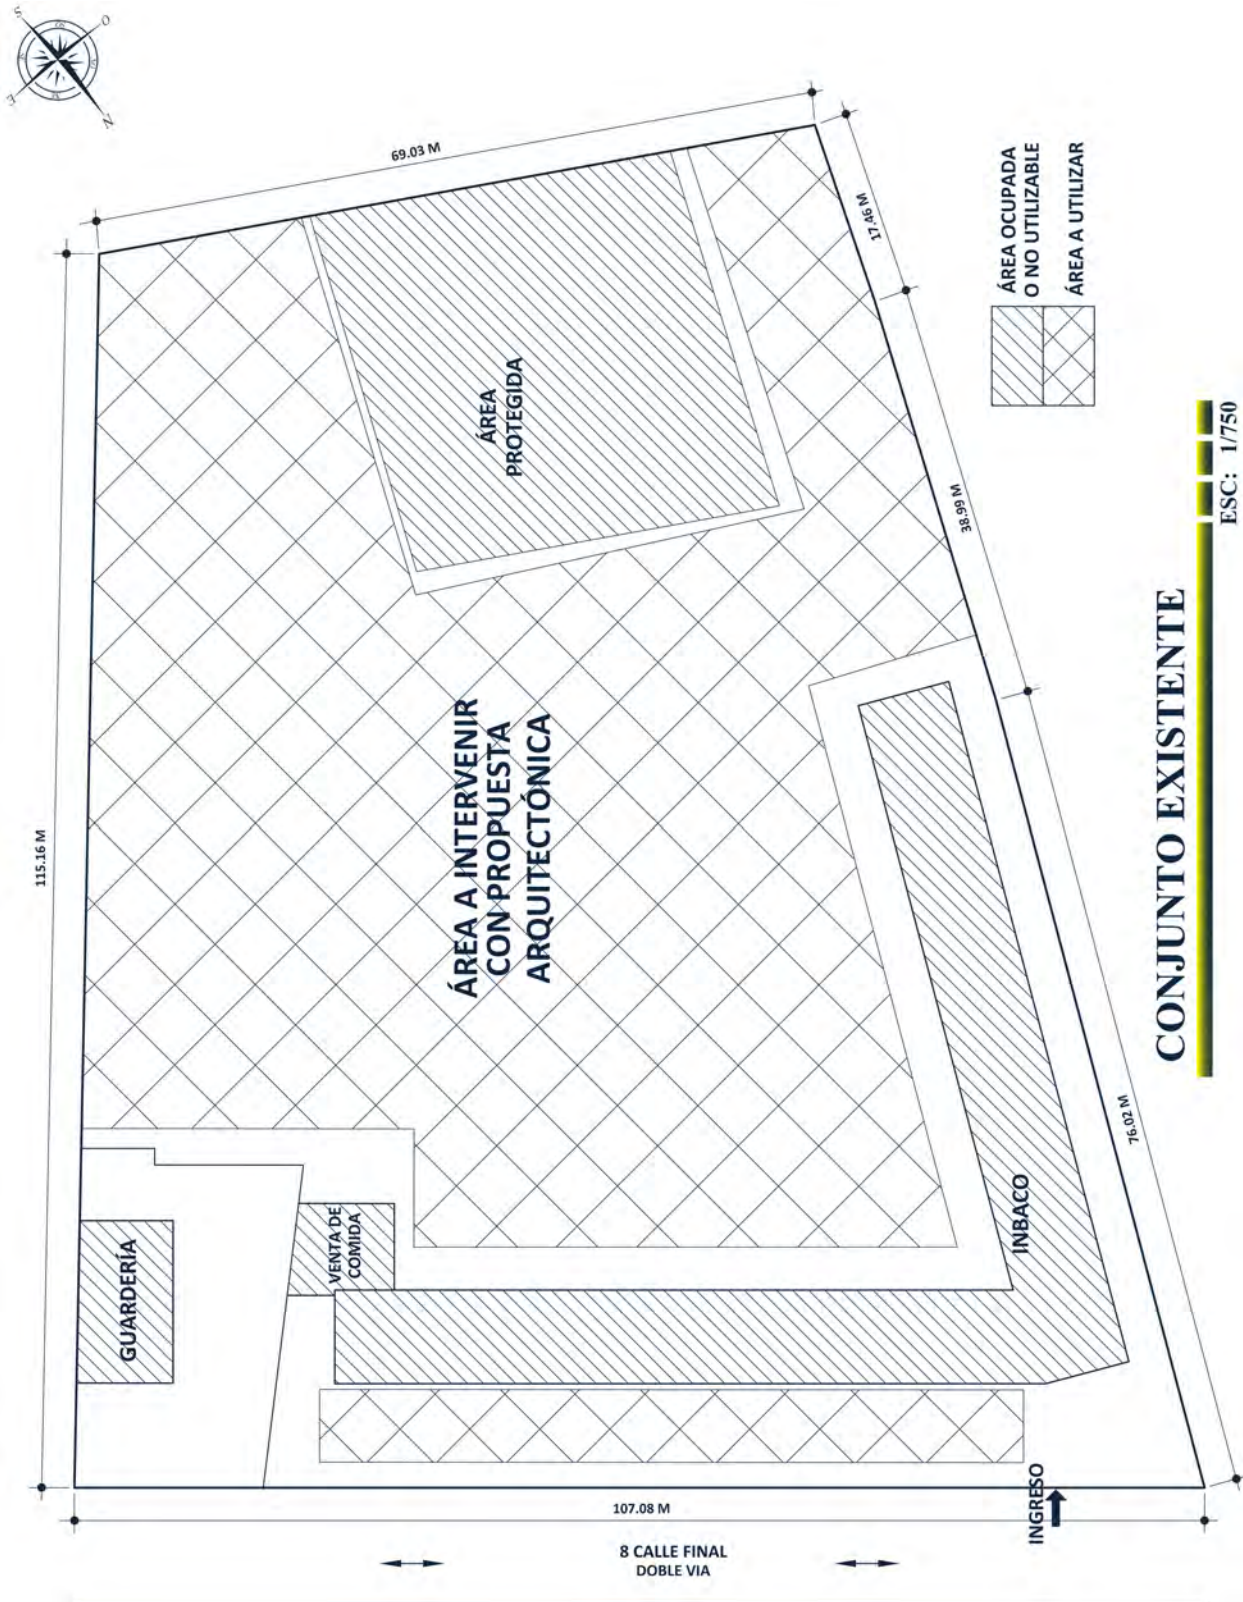 S
O
E
N
69.03 M
17.46 M
38.99 M
76.02 M
115.16 M
107.08 M
ÁREA OCUPADA
O NO UTILIZABLE
ÁREA A UTILIZAR
ÁREA
PROTEGIDA
ÁREA A INTERVENIR
CON PROPUESTA
ARQUITECTÓNICA
GUARDERÍA
VENTA DE
COMIDA
INBACO
INGRESO
8 CALLE FINAL
DOBLE VIA
CONJUNTO EXISTENTE
ESC: 1/750